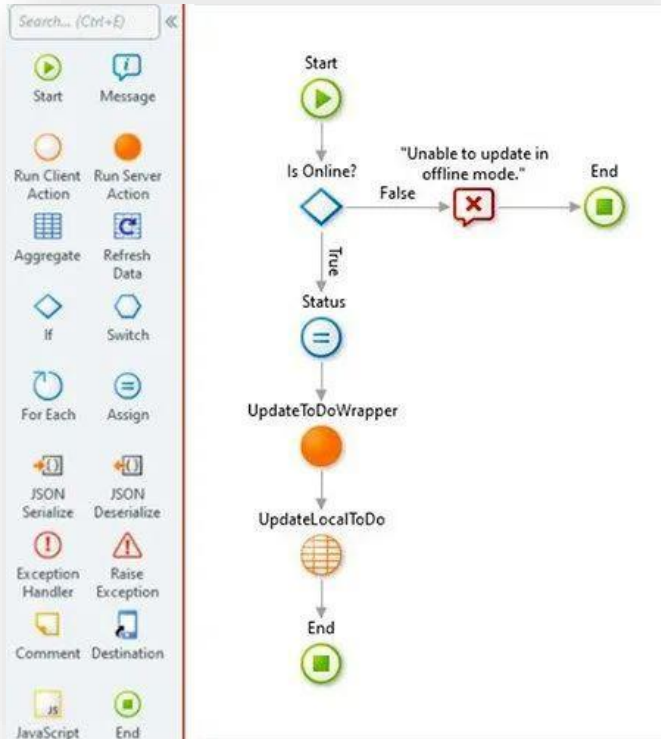 Search... (Ctrl+E)
Start
Message
Run Client
Action
Run Server
Action
Aggregate
Refresh
Data
If
Switch
For Each
Assign
JSON
Serialize
JSON
Deserialize
Exception
Handler
Raise
Exception
Comment
Destination
JS
JavaScript
End
Start
Is Online?
False
"Unable to update in
offline mode."
End
True
Status
UpdateToDoWrapper
UpdateLocalToDo
End